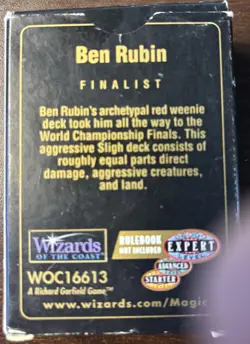 Ben Rubin
FINALIST
Ben Rubin's archetypal red weenie
deck took him all the way to the
World Championship Finals. This
aggressive Sligh deck consists of
roughly equal parts direct
damage, aggressive creatures,
and land.
Wizards
OF THE COAST
RULEBOOK
NOT INCLUDED
EXPERT
LEVEL
ADVANCED
STARTER
WOC16613
A Richard Garfield Game™
www.wizards.com/Magic